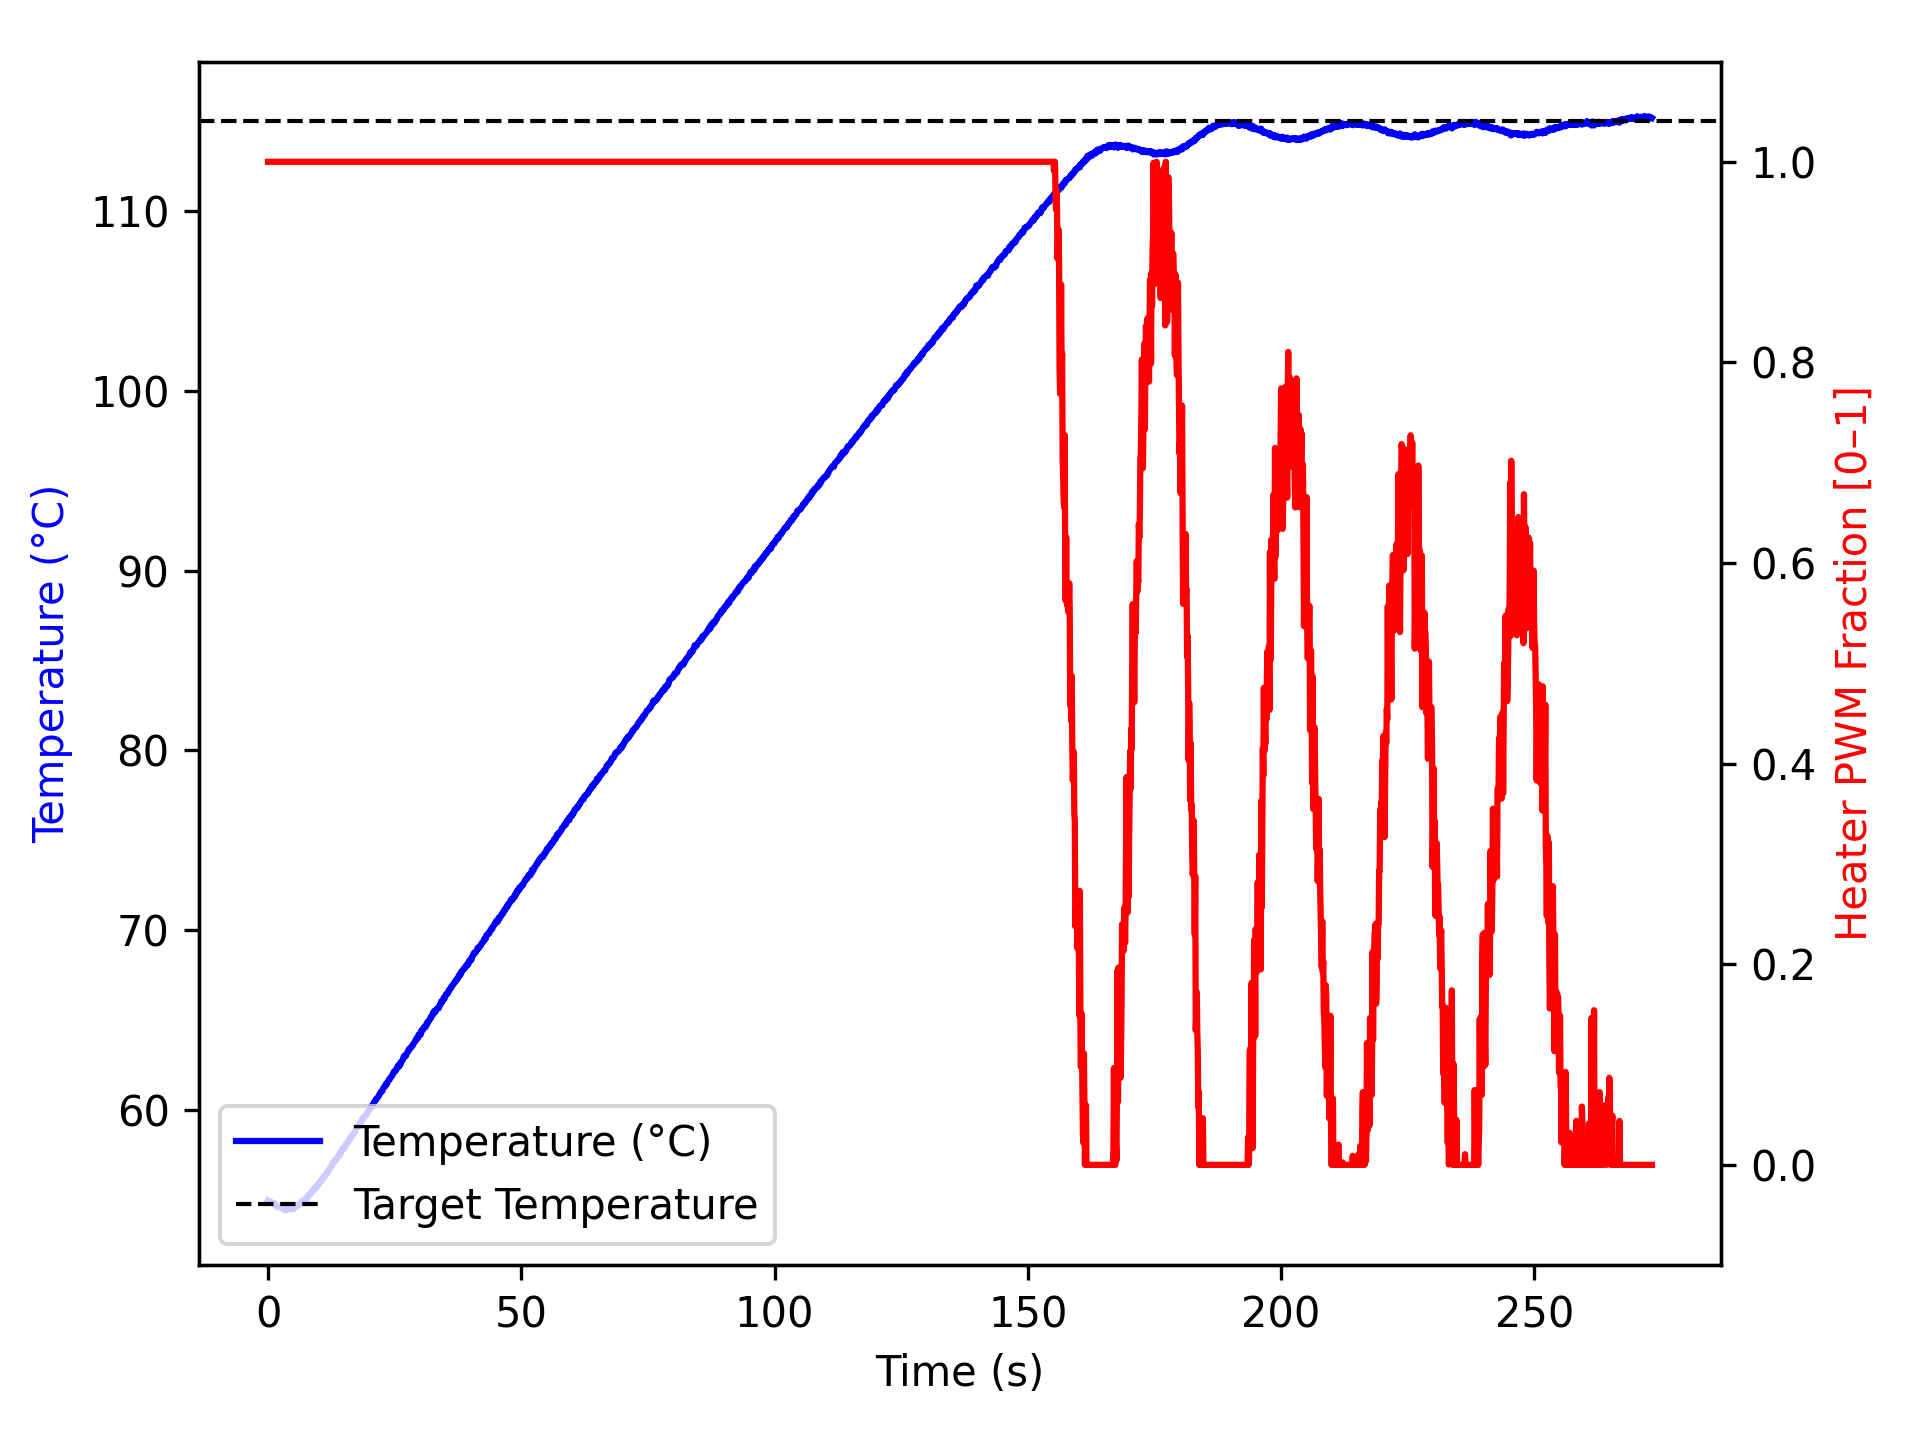 Temperature (°C)
110
100
90
80
70
60
1.0
0.8
0.6
0.4
0.2
0.0
Heater PWM Fraction [0–1]
Temperature (°C)
Target Temperature
0 50 100 150 200 250
Time (s)